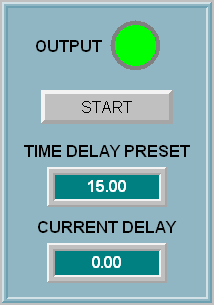 OUTPUT
START
TIME DELAY PRESET
15.00
CURRENT DELAY
0.00